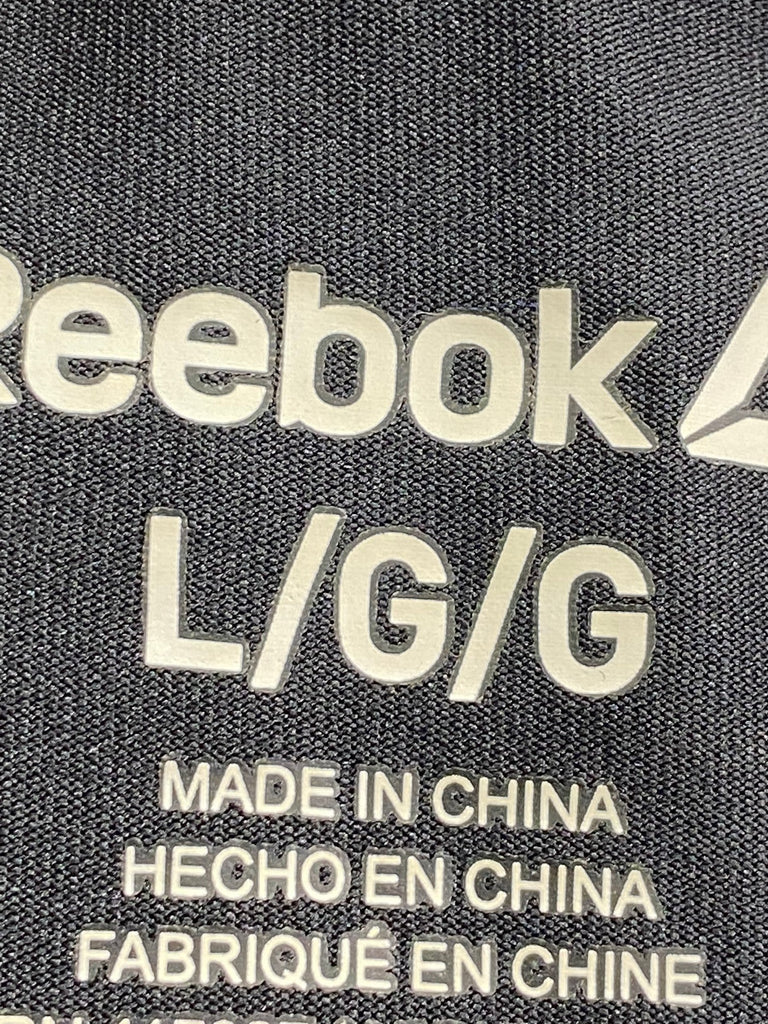 Reebok
L/G/G
MADE IN CHINA
HECHO EN CHINA
FABRIQUÉ EN CHINE